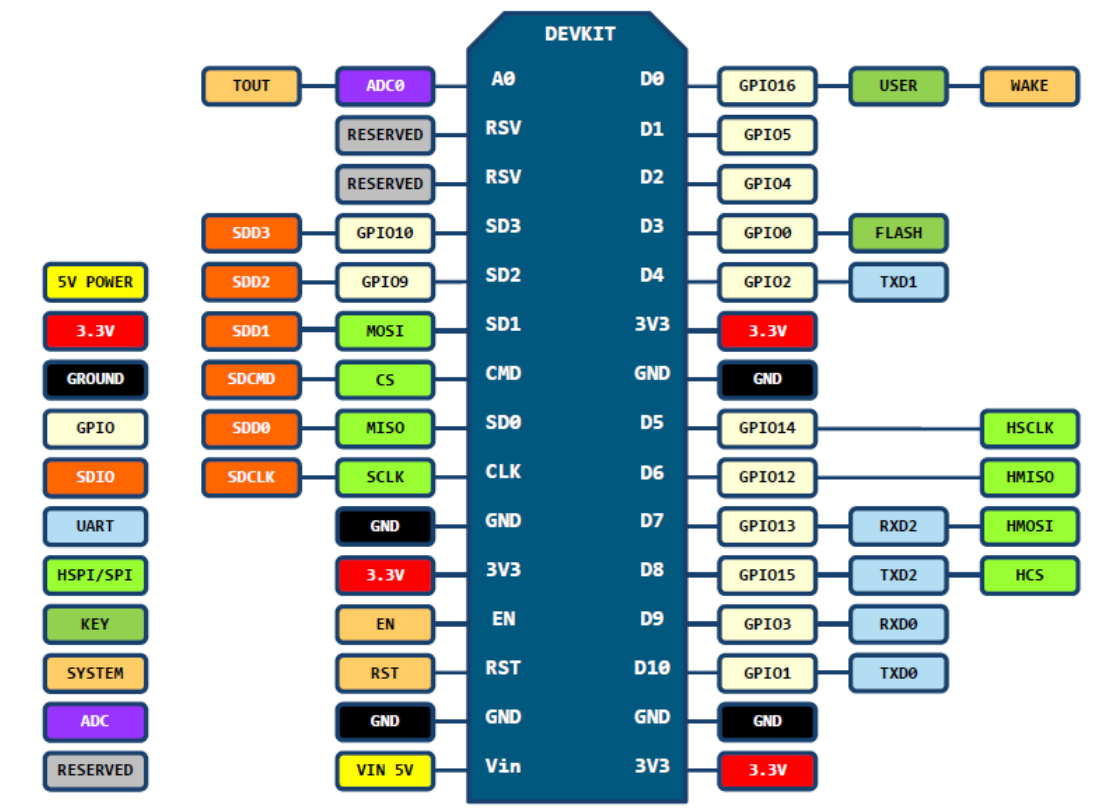 DEVKIT
TOUT ADC0 A0 D0 GPIO16 USER WAKE
RESERVED RSV D1 GPIO5
RESERVED RSV D2 GPIO4
SDD3 GPIO10 SD3 D3 GPIO0 FLASH
5V POWER SDD2 GPIO9 SD2 D4 GPIO2 TXD1
3.3V SDD1 MOSI SD1 3V3 3.3V
GROUND SDCMD CS CMD GND GND
GPIO SDD0 MISO SD0 D5 GPIO14 HSCLK
SDIO SDCLK SCLK CLK D6 GPIO12 HMISO
UART GND GND D7 GPIO13 RXD2 HMOSI
HSPI/SPI 3.3V 3V3 D8 GPIO15 TXD2 HCS
KEY EN EN D9 GPIO3 RXD0
SYSTEM RST RST D10 GPIO1 TXD0
ADC GND GND GND GND
RESERVED VIN 5V Vin 3V3 3.3V